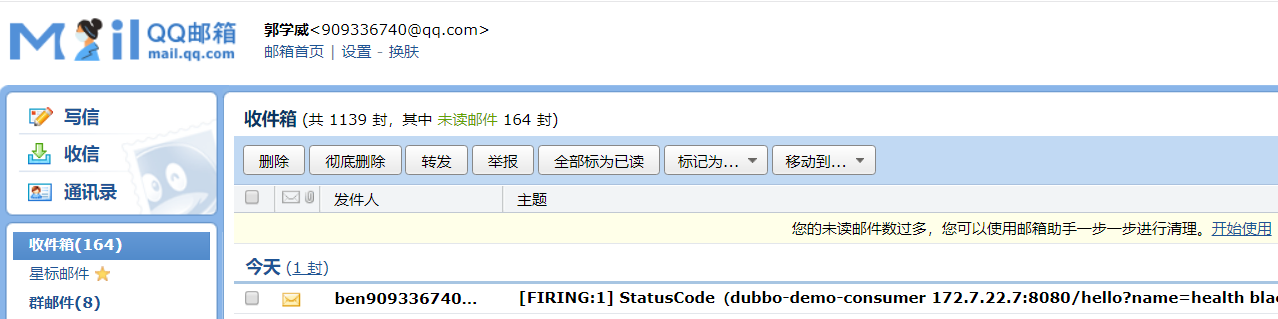 Mail QQ邮箱 mail.qq.com
郭学威<909336740@qq.com>
邮箱首页 | 设置 - 换肤
写信
收信
通讯录
收件箱(164)
星标邮件
群邮件(8)
收件箱 (共 1139 封，其中 未读邮件 164 封)
删除 彻底删除 转发 举报 全部标为已读 标记为... 移动到...
发件人 主题
您的未读邮件数过多，您可以使用邮箱助手一步一步进行清理。开始使用
今天 (1 封)
ben909336740... [FIRING:1] StatusCode (dubbo-demo-consumer 172.7.22.7:8080/hello?name=health blac